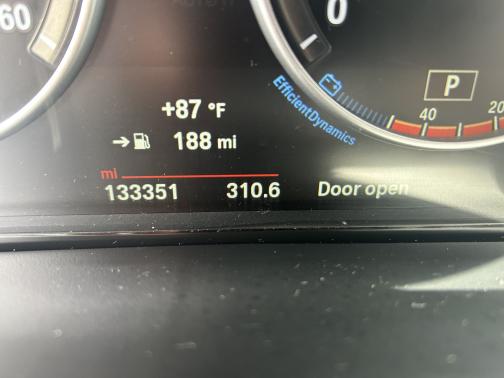 60
0
P
EfficientDynamics
40
20
+87 °F
→ 188 mi
mi
133351 310.6 Door open